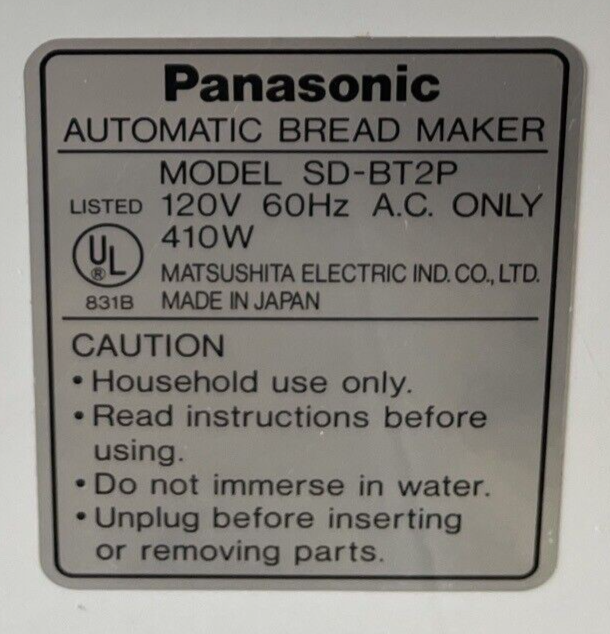 Panasonic
AUTOMATIC BREAD MAKER
MODEL SD-BT2P
LISTED 120V 60Hz A.C. ONLY
UL® 410W
MATSUSHITA ELECTRIC IND. CO., LTD.
831B MADE IN JAPAN
CAUTION
• Household use only.
• Read instructions before
using.
• Do not immerse in water.
• Unplug before inserting
or removing parts.